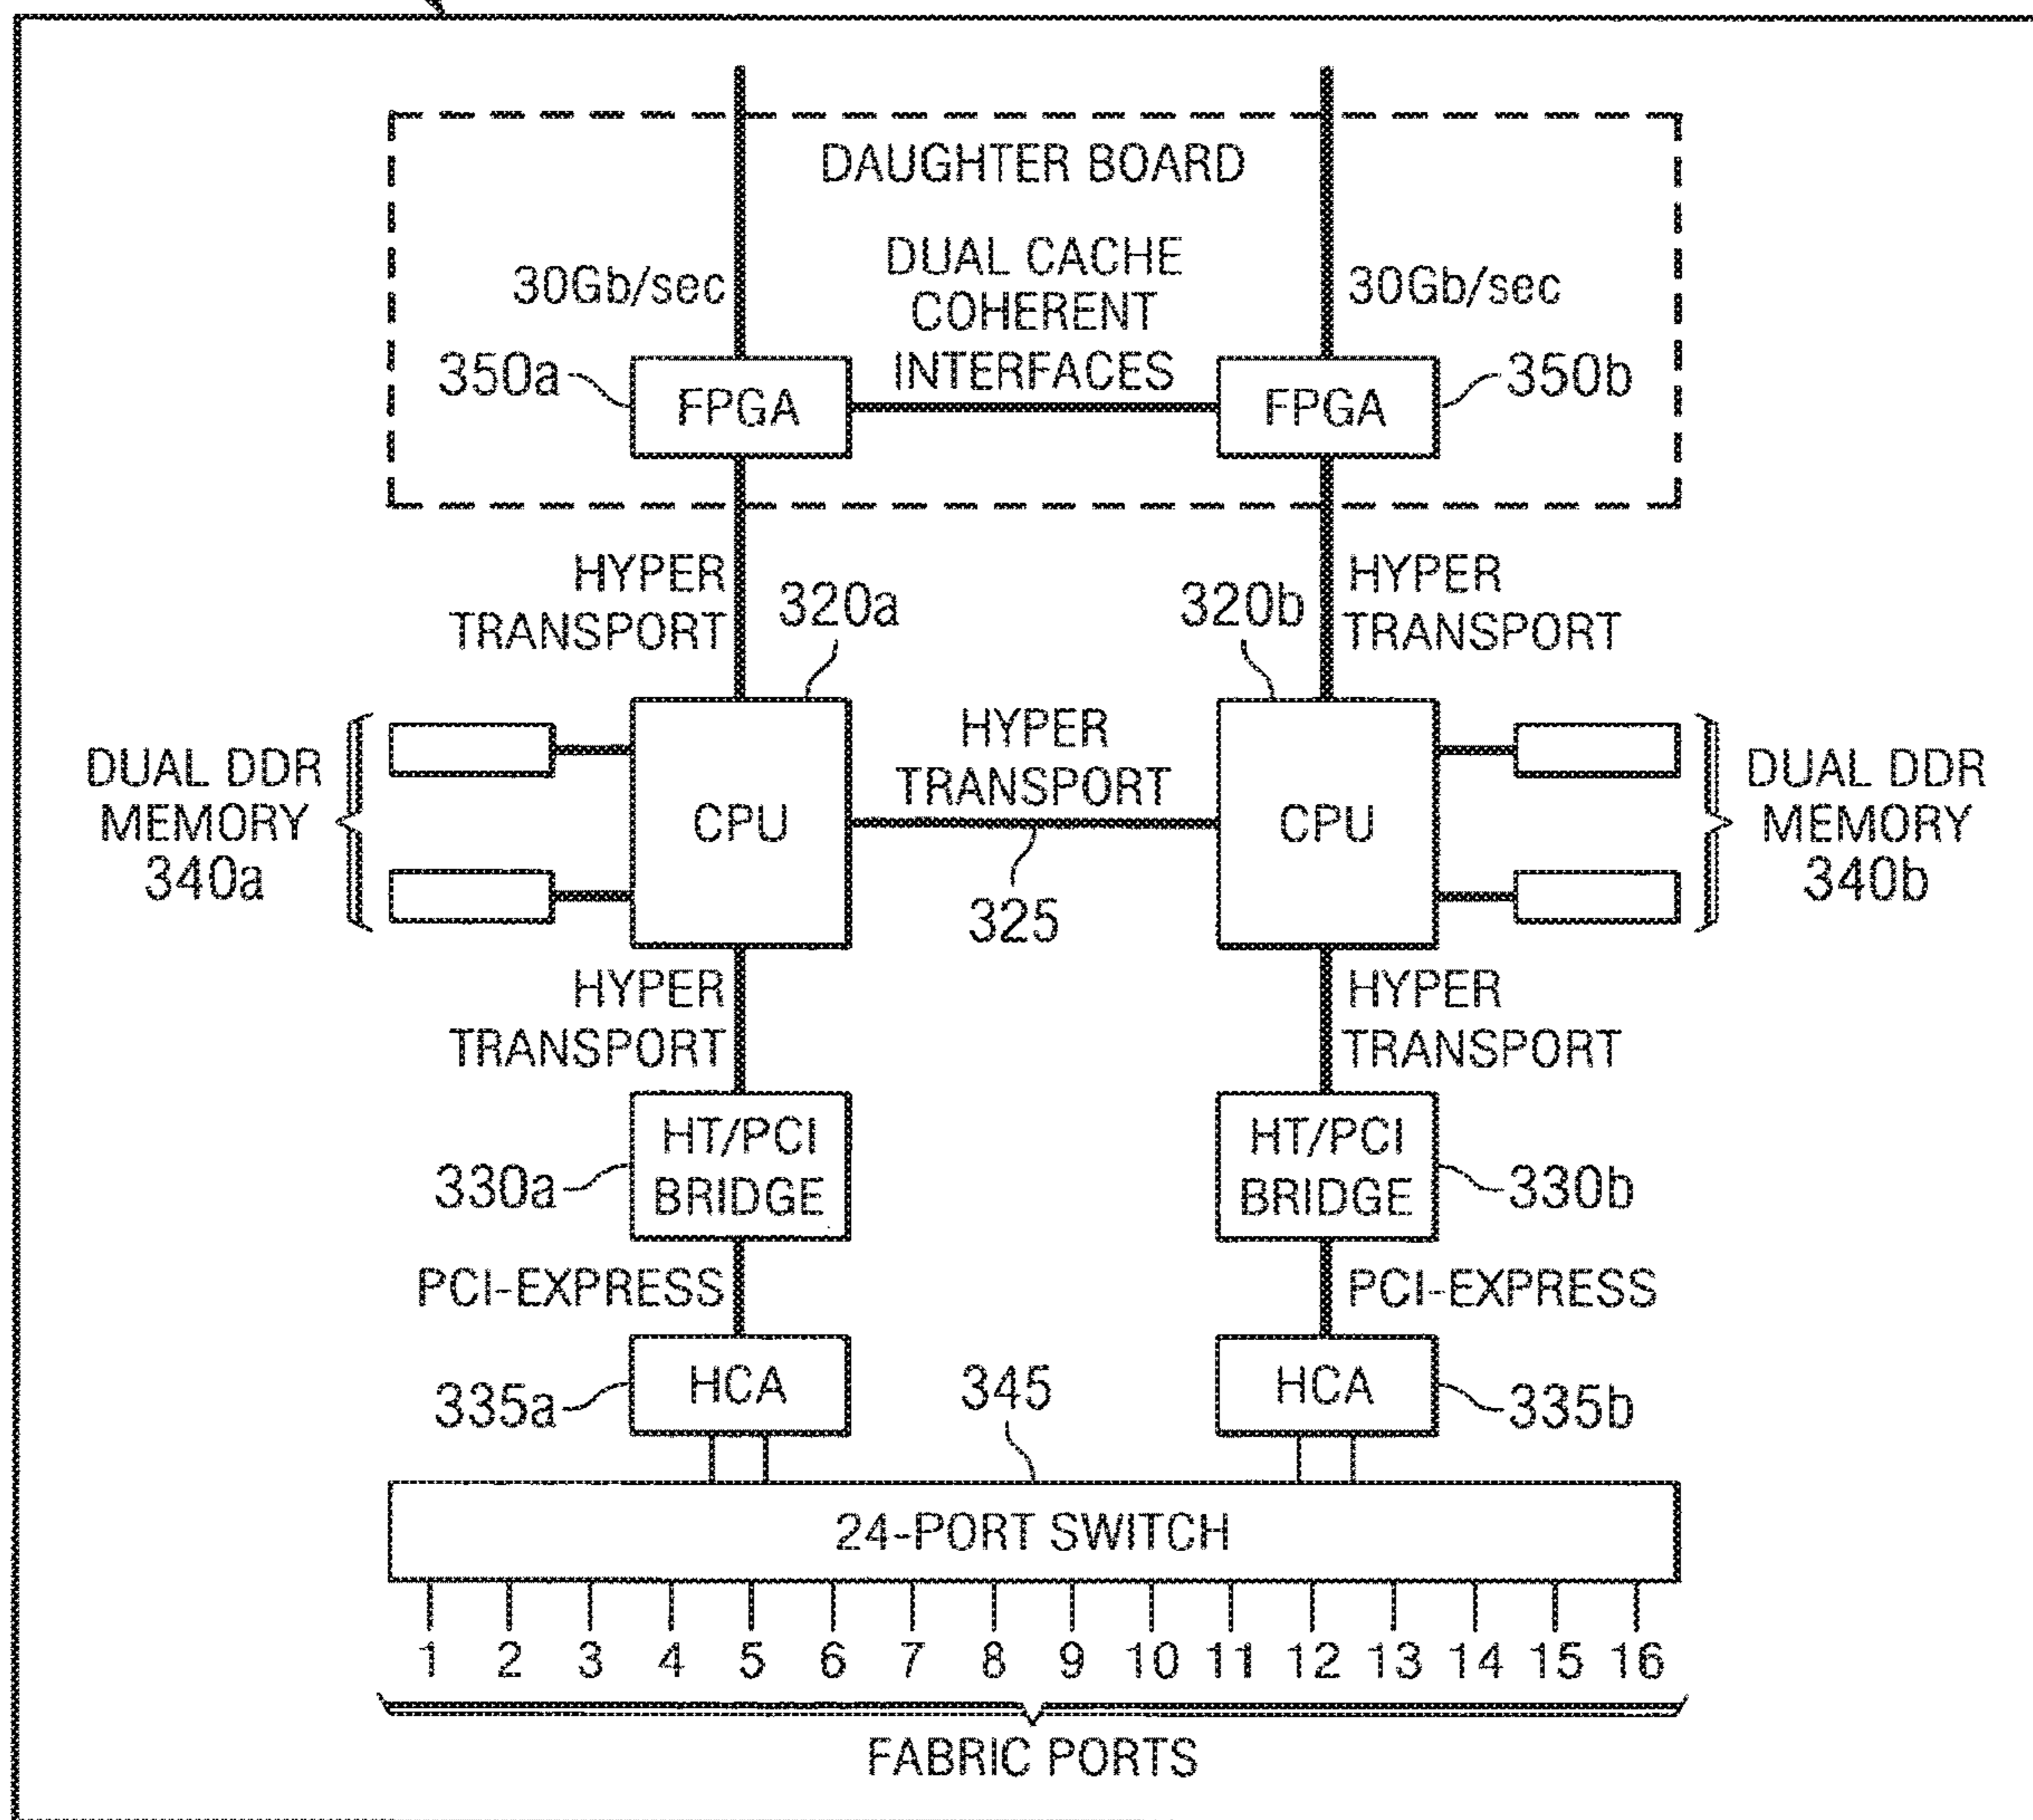 DAUGHTER BOARD
DUAL CACHE
COHERENT
INTERFACES
30Gb/sec
30Gb/sec
350a
FPGA
FPGA
350b
HYPER
TRANSPORT
320a
320b
HYPER
TRANSPORT
DUAL DDR
MEMORY
340a
CPU
HYPER
TRANSPORT
325
CPU
DUAL DDR
MEMORY
340b
HYPER
TRANSPORT
HYPER
TRANSPORT
330a
HT/PCI
BRIDGE
HT/PCI
BRIDGE
330b
PCI-EXPRESS
PCI-EXPRESS
335a
HCA
345
HCA
335b
24-PORT SWITCH
1 2 3 4 5 6 7 8 9 10 11 12 13 14 15 16
FABRIC PORTS